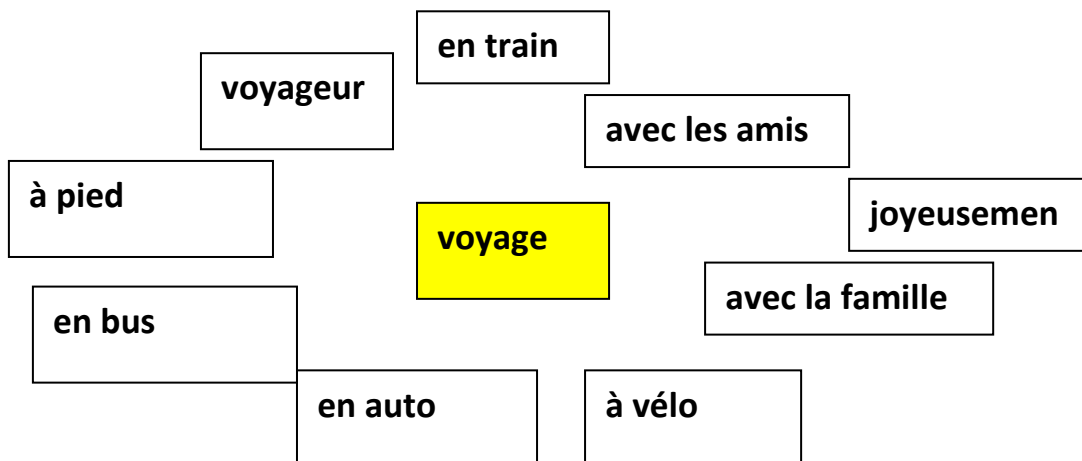 en train
voyageur
avec les amis
à pied
joyeusemen
voyage
avec la famille
en bus
en auto
à vélo